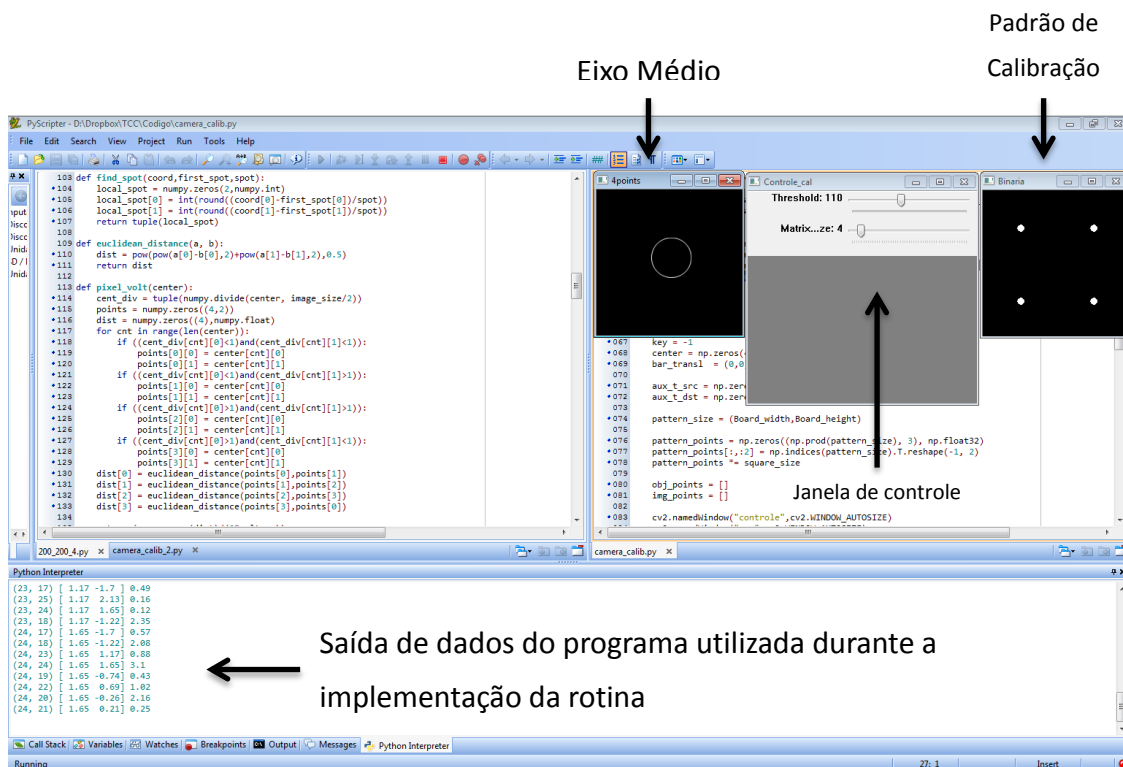 Padrão de
Calibração
Eixo Médio
PyScripter - D:\Dropbox\TCC\Codigo\camera_calib.py
File Edit Search View Project Run Tools Help
103 def find_spot(coord,first_spot,spot):
104 local_spot = numpy.zeros(2,numpy.int)
105 local_spot[0] = int(round((coord[0]-first_spot[0])/spot))
106 local_spot[1] = int(round((coord[1]-first_spot[1])/spot))
107 return tuple(local_spot)
108
109 def euclidean_distance(a, b):
110 dist = pow(pow(a[0]-b[0],2)+pow(a[1]-b[1],2),0.5)
111 return dist
112
113 def pixel_volt(center):
114 cent_div = tuple(numpy.divide(center, image_size/2))
115 points = numpy.zeros((4,2))
116 dist = numpy.zeros((4),numpy.float)
117 for cnt in range(len(center)):
118 if ((cent_div[cnt][0]<1)and(cent_div[cnt][1]<1)):
119 points[0][0] = center[cnt][0]
120 points[0][1] = center[cnt][1]
121 if ((cent_div[cnt][0]<1)and(cent_div[cnt][1]>1)):
122 points[1][0] = center[cnt][0]
123 points[1][1] = center[cnt][1]
124 if ((cent_div[cnt][0]>1)and(cent_div[cnt][1]>1)):
125 points[2][0] = center[cnt][0]
126 points[2][1] = center[cnt][1]
127 if ((cent_div[cnt][0]>1)and(cent_div[cnt][1]<1)):
128 points[3][0] = center[cnt][0]
129 points[3][1] = center[cnt][1]
130 dist[0] = euclidean_distance(points[0],points[1])
131 dist[1] = euclidean_distance(points[1],points[2])
132 dist[2] = euclidean_distance(points[2],points[3])
133 dist[3] = euclidean_distance(points[3],points[0])
134
4points
Controle_cal
Threshold: 110
Matrix...ze: 4
Binaria
067 key = -1
068 center = np.zeros(
069 bar_transl = (0,0
070
071 aux_t_src = np.zer
072 aux_t_dst = np.zer
073
074 pattern_size = (Board_width,Board_height)
075
076 pattern_points = np.zeros((np.prod(pattern_size), 3), np.float32)
077 pattern_points[:,:2] = np.indices(pattern_size).T.reshape(-1, 2)
078 pattern_points *= square_size
079
080 obj_points = []
081 img_points = []
082
083 cv2.namedWindow("controle",cv2.WINDOW_AUTOSIZE)
Janela de controle
200_200_4.py camera_calib_2.py
camera_calib.py
Python Interpreter
(23, 17) [ 1.17 -1.7 ] 0.49
(23, 25) [ 1.17 2.13] 0.16
(23, 24) [ 1.17 1.65] 0.12
(23, 18) [ 1.17 -1.22] 2.35
(24, 17) [ 1.65 -1.7 ] 0.57
(24, 18) [ 1.65 -1.22] 2.08
(24, 23) [ 1.65 1.17] 0.88
(24, 24) [ 1.65 1.65] 3.1
(24, 19) [ 1.65 -0.74] 0.43
(24, 22) [ 1.65 0.69] 1.02
(24, 20) [ 1.65 -0.26] 2.16
(24, 21) [ 1.65 0.21] 0.25
Saída de dados do programa utilizada durante a
implementação da rotina
Call Stack Variables Watches Breakpoints Output Messages Python Interpreter
Running 27: 1 Insert